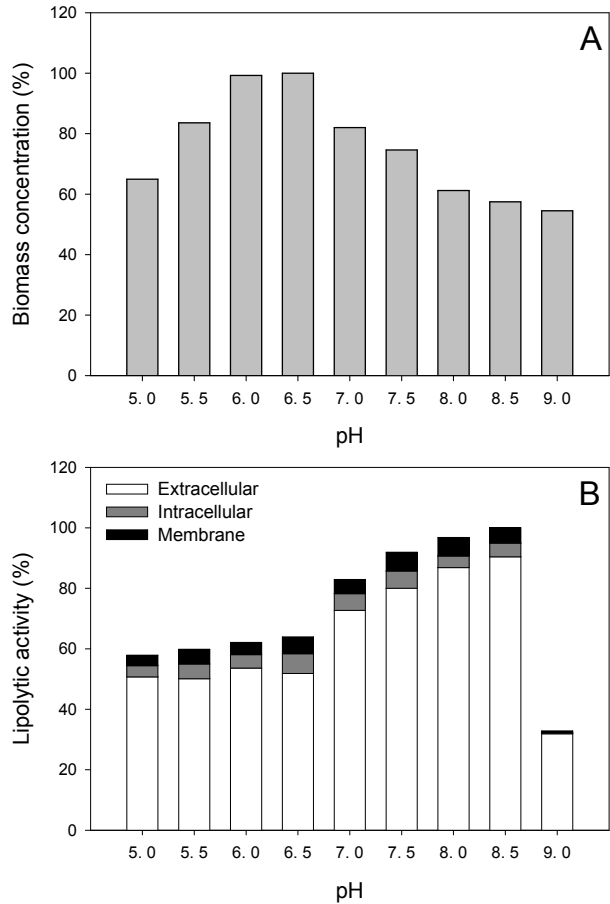 A
Biomass concentration (%)
120
100
80
60
40
20
0
5. 0 5. 5 6. 0 6. 5 7. 0 7. 5 8. 0 8. 5 9. 0
pH
B
Lipolytic activity (%)
120
100
80
60
40
20
0
Extracellular
Intracellular
Membrane
5. 0 5. 5 6. 0 6. 5 7. 0 7. 5 8. 0 8. 5 9. 0
pH